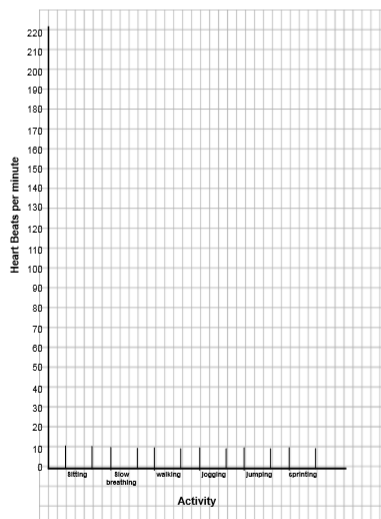 220
210
200
190
180
170
160
150
140
130
120
110
100
90
80
70
60
50
40
30
20
10
0
Heart Beats per minute
Sitting
Slow
breathing
walking
jogging
jumping
sprinting
Activity